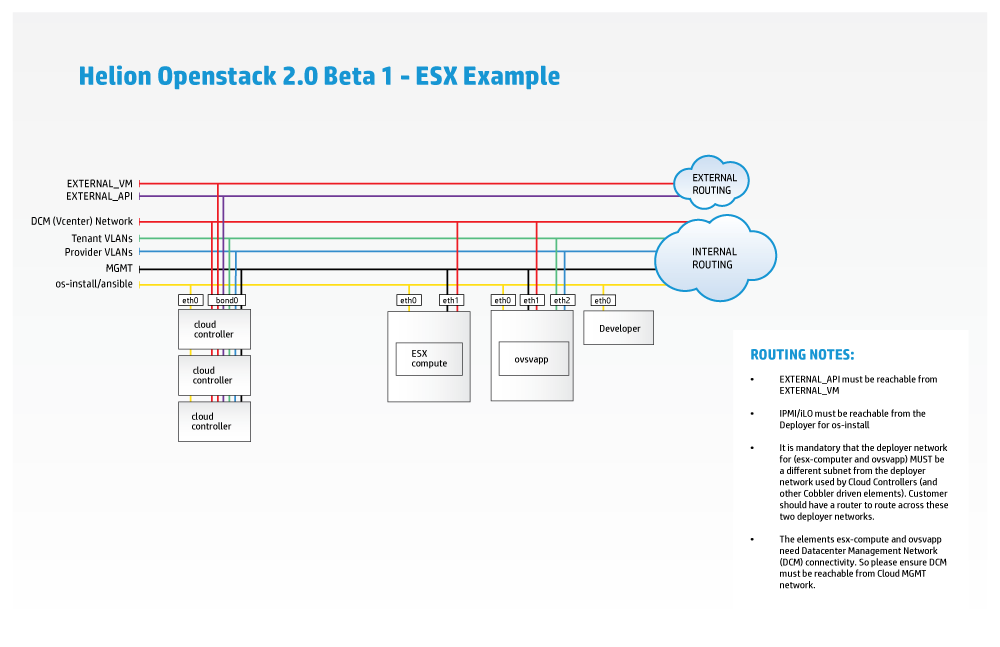 Helion Openstack 2.0 Beta 1 - ESX Example
EXTERNAL_VM
EXTERNAL_API
DCM (Vcenter) Network
Tenant VLANs
Provider VLANs
MGMT
os-install/ansible
EXTERNAL
ROUTING
INTERNAL
ROUTING
eth0
bond0
eth0
eth1
eth0
eth1
eth2
eth0
cloud
controller
cloud
controller
cloud
controller
ESX
compute
ovsvapp
Developer
ROUTING NOTES:
• EXTERNAL_API must be reachable from
EXTERNAL_VM
• IPMI/iLO must be reachable from the
Deployer for os-install
• It is mandatory that the deployer network
for (esx-computer and ovsvapp) MUST be
a different subnet from the deployer
network used by Cloud Controllers (and
other Cobbler driven elements). Customer
should have a router to route across these
two deployer networks.
• The elements esx-compute and ovsvapp
need Datacenter Management Network
(DCM) connectivity. So please ensure DCM
must be reachable from Cloud MGMT
network.